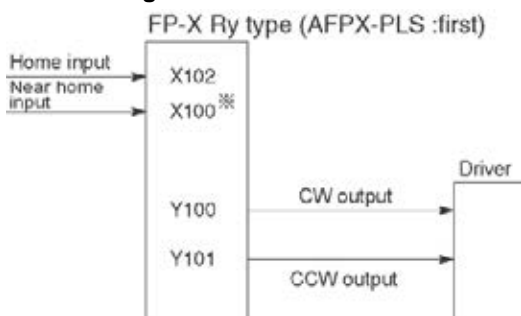 FP-X Ry type (AFPX-PLS :first)
Home input
Near home
input
X102
X100※
Driver
Y100
CW output
Y101
CCW output